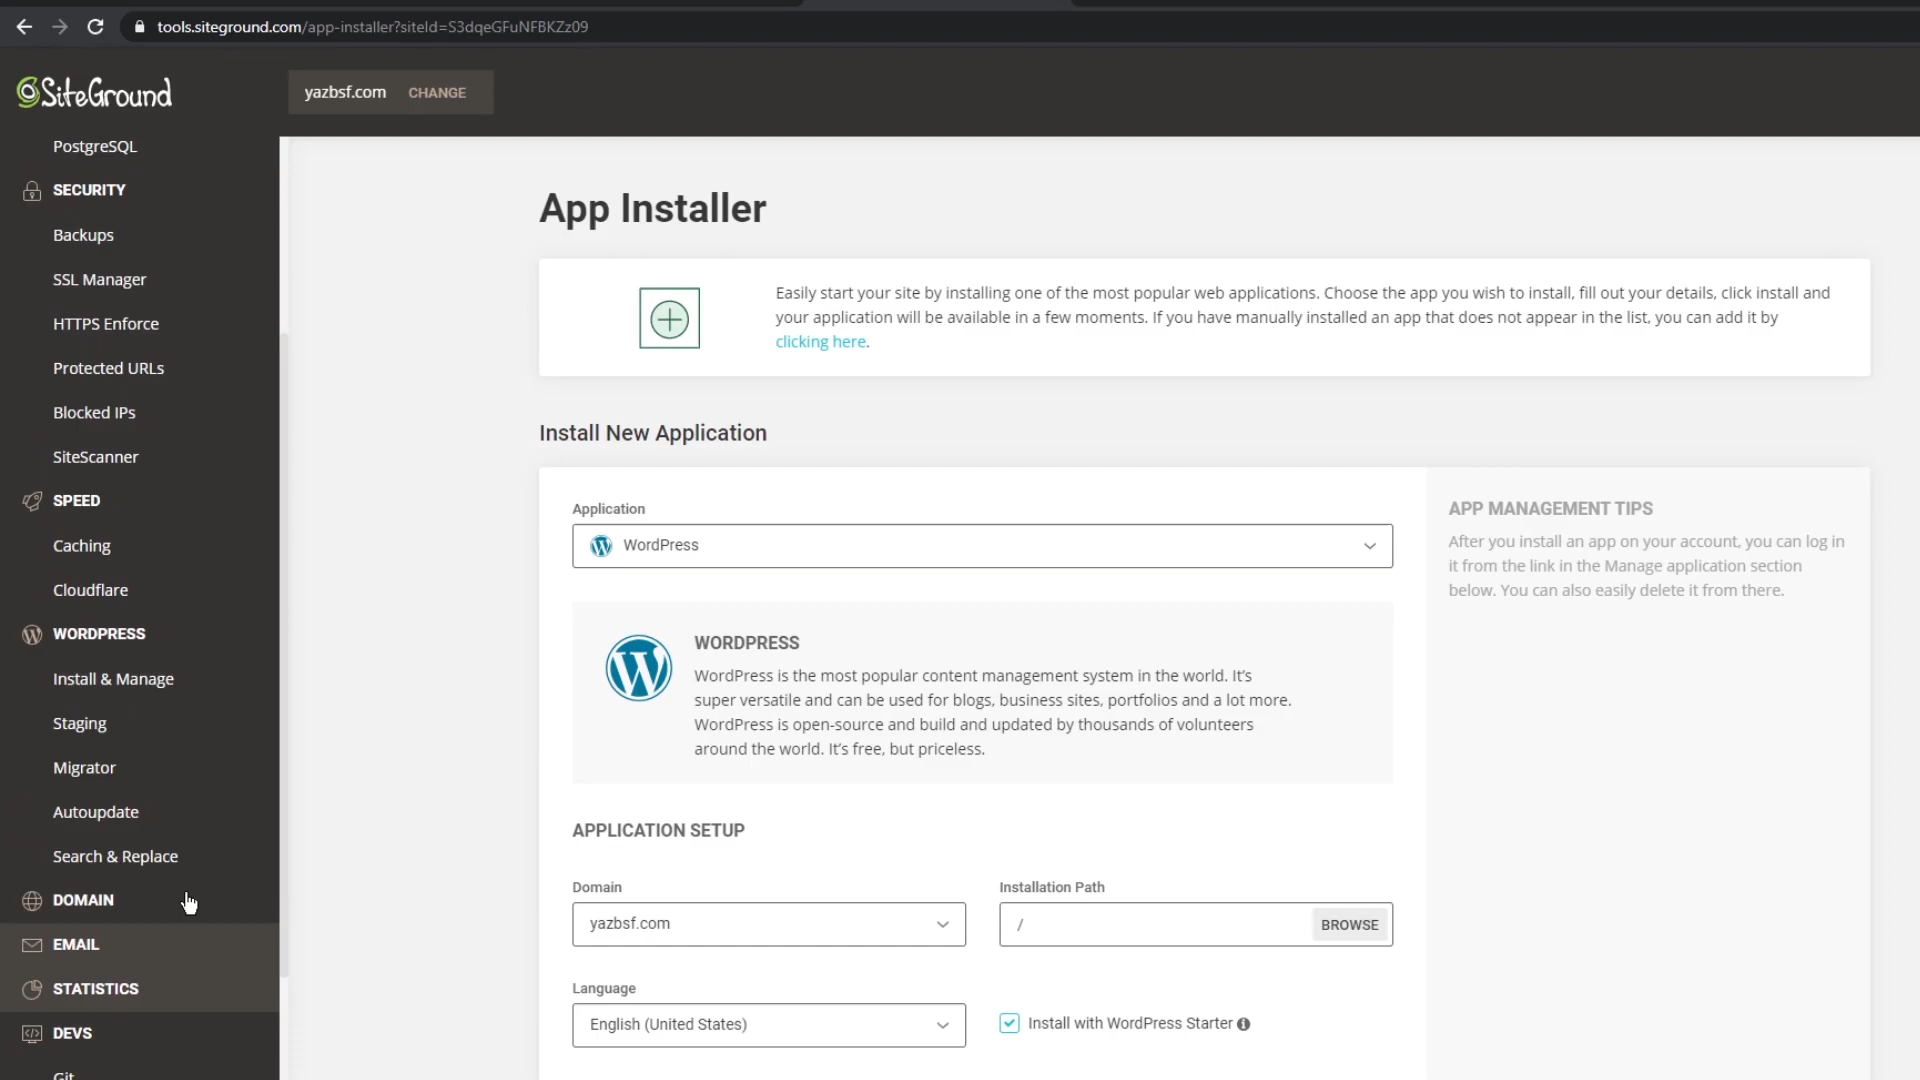 tools.siteground.com/app-installer?siteId=S3dqeGFuNFBKZz09
SiteGround
yazbsf.com CHANGE
PostgreSQL
SECURITY
Backups
SSL Manager
HTTPS Enforce
Protected URLs
Blocked IPs
SiteScanner
SPEED
Caching
Cloudflare
WORDPRESS
Install & Manage
Staging
Migrator
Autoupdate
Search & Replace
DOMAIN
EMAIL
STATISTICS
DEVS
Git
App Installer
Easily start your site by installing one of the most popular web applications. Choose the app you wish to install, fill out your details, click install and
your application will be available in a few moments. If you have manually installed an app that does not appear in the list, you can add it by
clicking here.
Install New Application
Application
WordPress
WORDPRESS
WordPress is the most popular content management system in the world. It's
super versatile and can be used for blogs, business sites, portfolios and a lot more.
WordPress is open-source and build and updated by thousands of volunteers
around the world. It's free, but priceless.
APPLICATION SETUP
Domain
yazbsf.com
Installation Path
/ BROWSE
Language
English (United States)
Install with WordPress Starter
APP MANAGEMENT TIPS
After you install an app on your account, you can log in
it from the link in the Manage application section
below. You can also easily delete it from there.